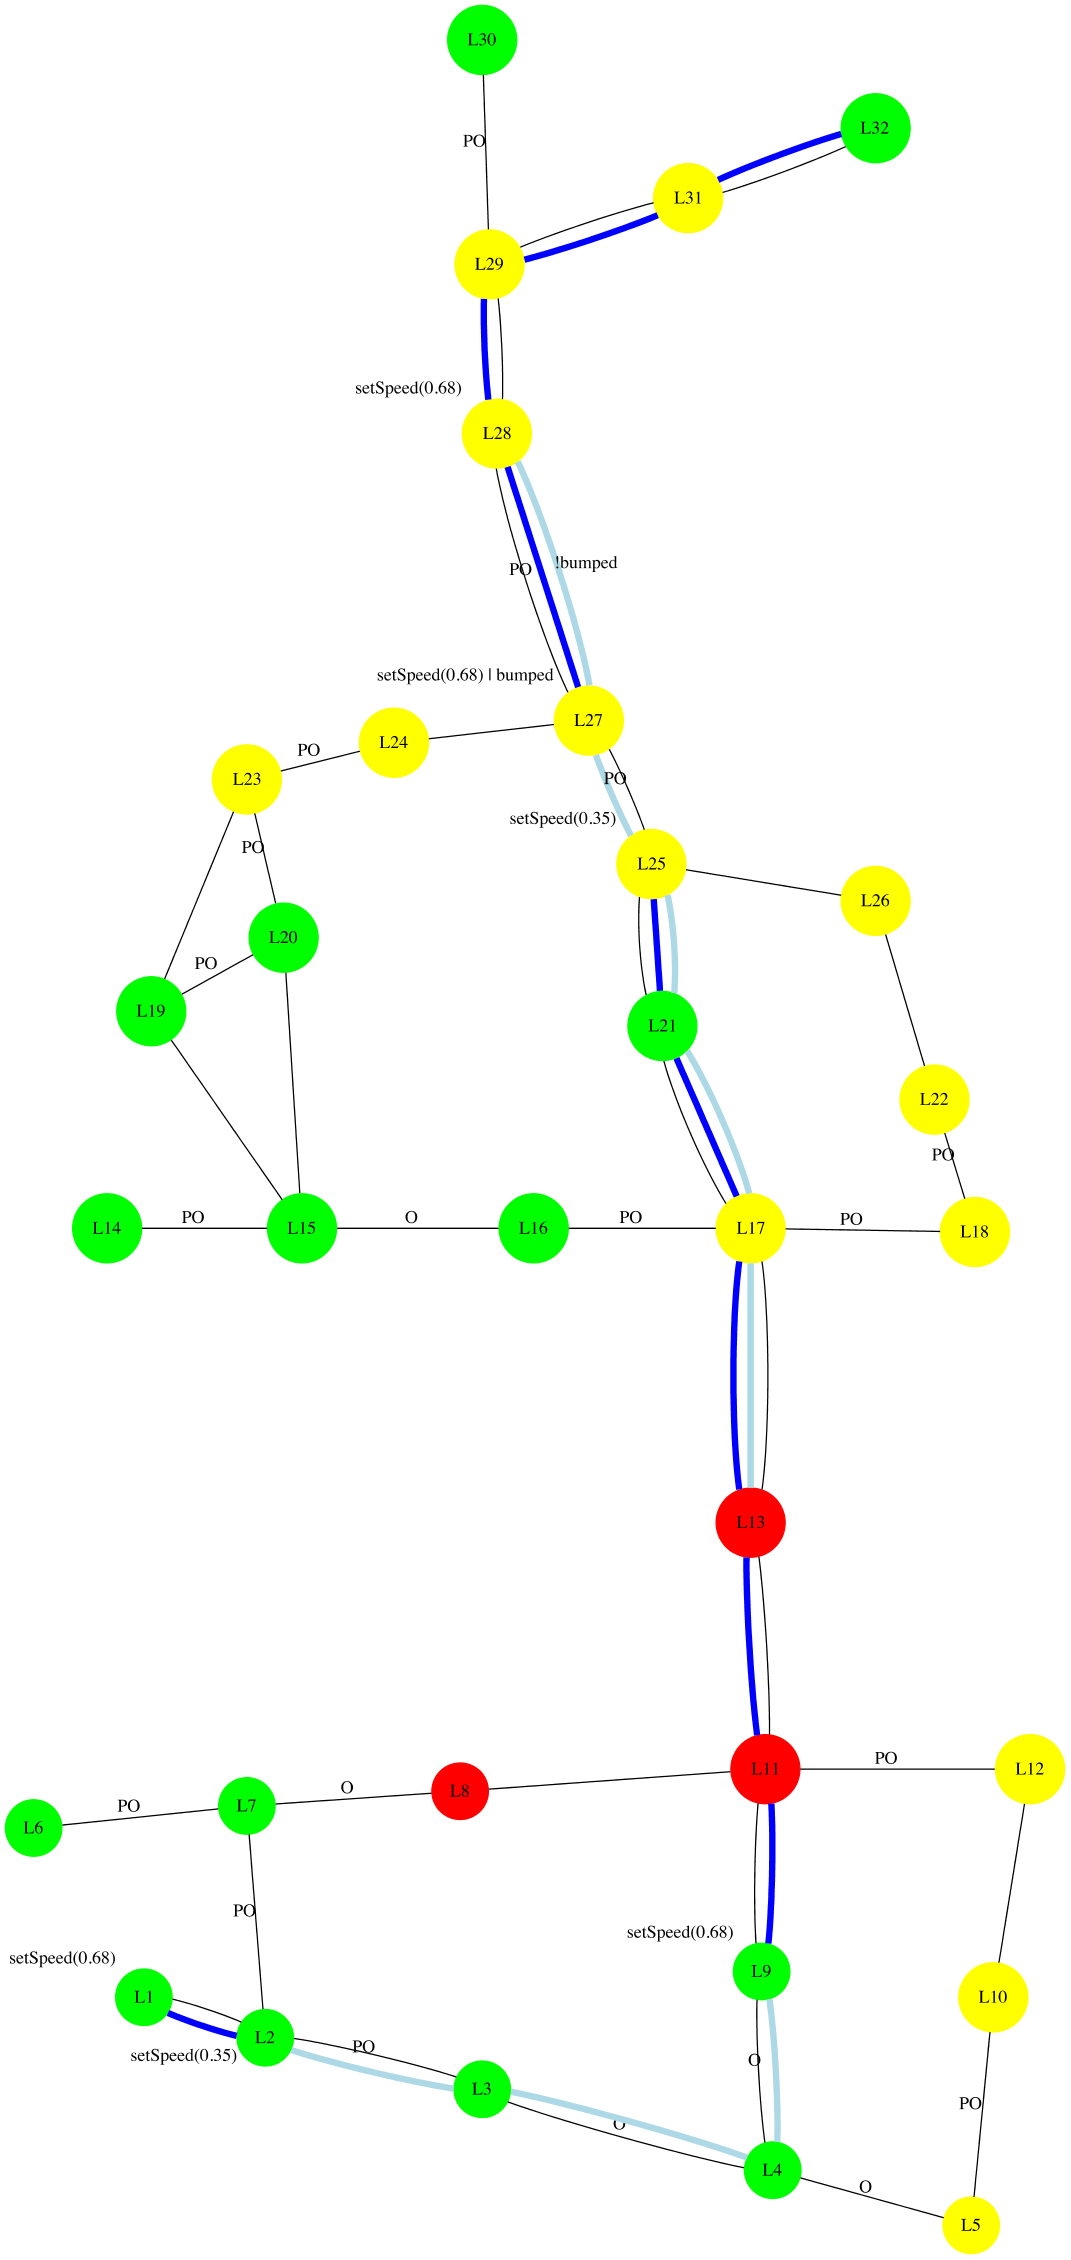 L30
L32
PO
L31
L29
setSpeed(0.68)
L28
!bumped
PO
setSpeed(0.68) | bumped
L27
L24
PO
L23
PO
setSpeed(0.35)
PO
L25
L26
L20
PO
L19
L21
L22
PO
L14
PO
L15
O
L16
PO
L17
PO
L18
L13
L11
PO
L12
L8
O
L7
PO
L6
PO
setSpeed(0.68)
setSpeed(0.68)
L9
L1
L10
L2
setSpeed(0.35)
PO
O
L3
PO
O
L4
O
L5